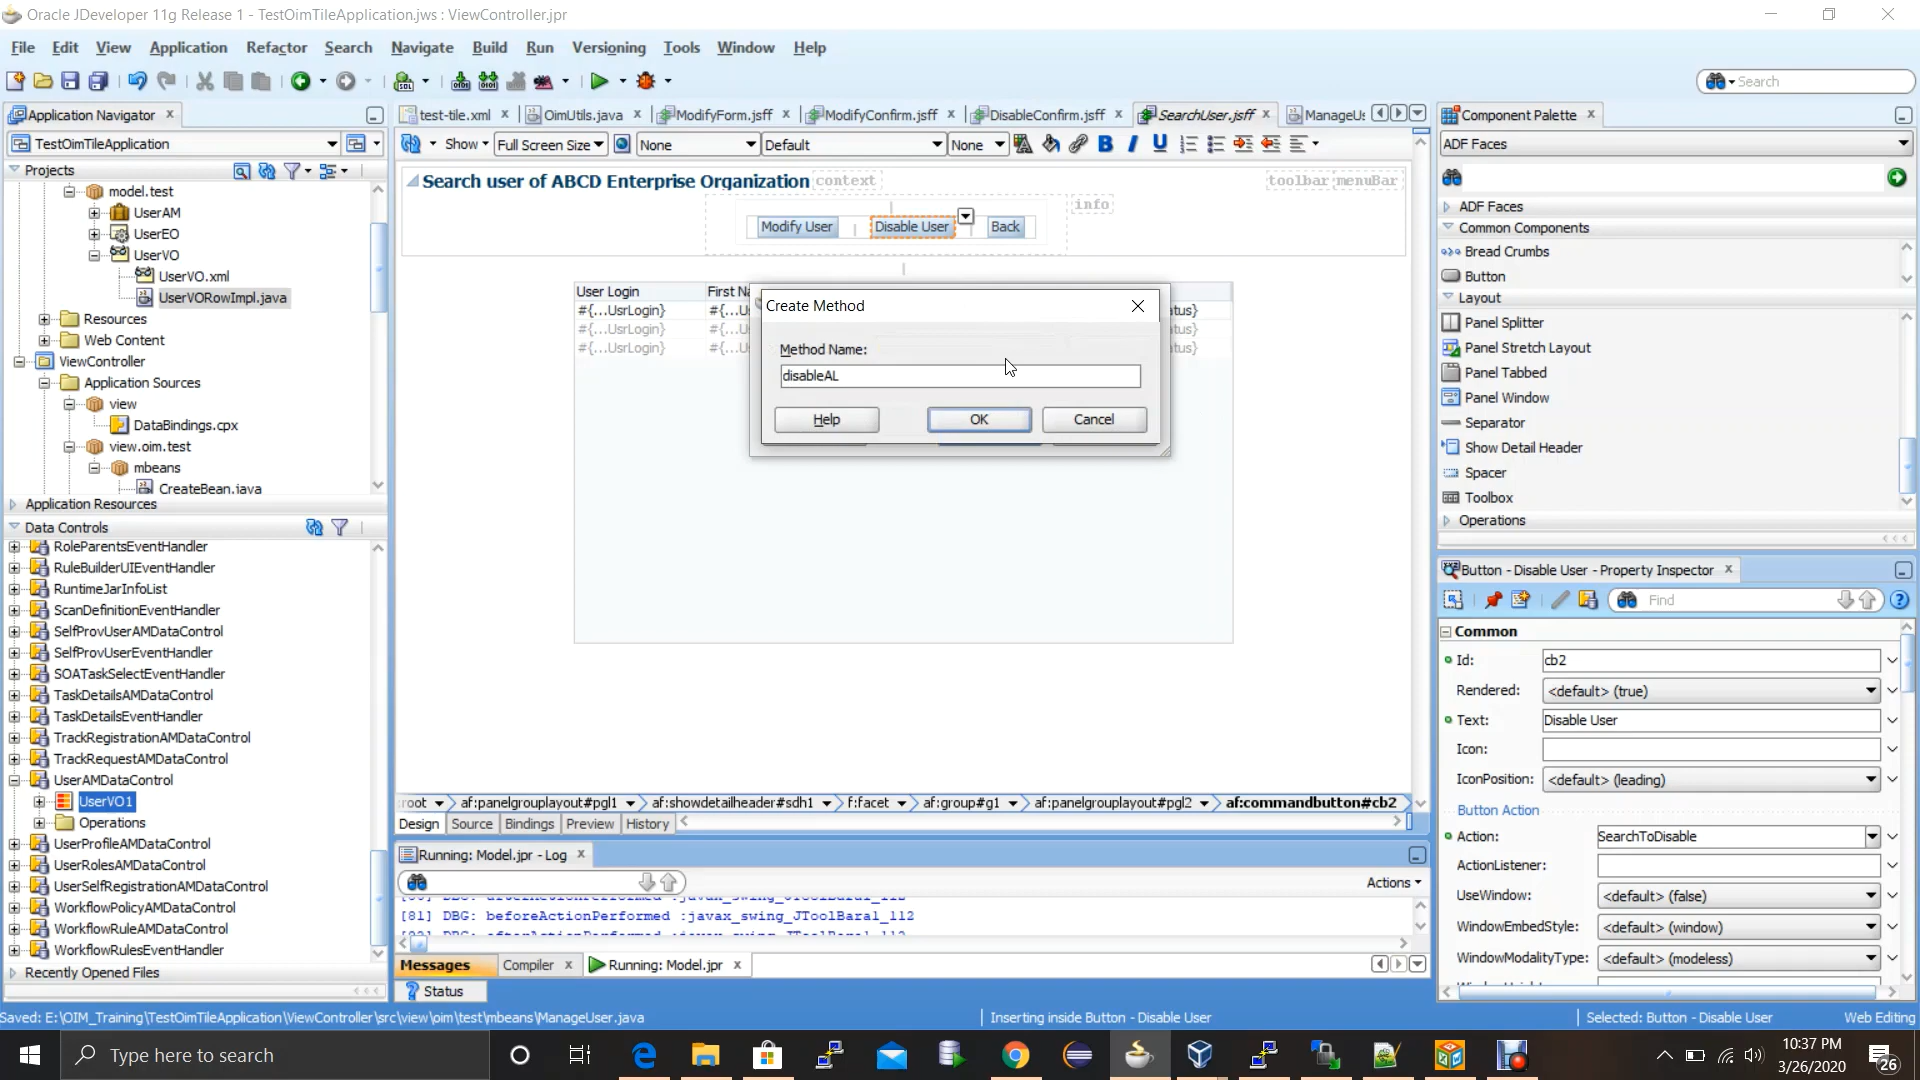 Oracle JDeveloper 11g Release 1 - TestOimTileApplication.jws : ViewController.jpr
File Edit View Application Refactor Search Navigate Build Run Versioning Tools Window Help
Search
Application Navigator
TestOimTileApplication
Projects
model.test
UserAM
UserEO
UserVO
UserVO.xml
UserVORowImpl.java
Resources
Web Content
ViewController
Application Sources
view
DataBindings.cpx
view.oim.test
mbeans
CreateBean.java
Application Resources
Data Controls
RoleParentsEventHandler
RuleBuilderUIEventHandler
RuntimeJarInfoList
ScanDefinitionEventHandler
SelfProvUserAMDataControl
SelfProvUserEventHandler
SOATaskSelectEventHandler
TaskDetailsAMDataControl
TaskDetailsEventHandler
TrackRegistrationAMDataControl
TrackRequestAMDataControl
UserAMDataControl
UserVO1
Operations
UserProfileAMDataControl
UserRolesAMDataControl
UserSelfRegistrationAMDataControl
WorkflowPolicyAMDataControl
WorkflowRuleAMDataControl
WorkflowRulesEventHandler
Recently Opened Files
test-tile.xml OimUtils.java ModifyForm.jsff ModifyConfirm.jsff DisableConfirm.jsff SearchUser.jsff ManageUs
Show Full Screen Size None Default None B I U
Search user of ABCD Enterprise Organization context toolbar menuBar
info
Modify User Disable User Back
User Login First Na
#{...UsrLogin} #{...Us tatus}
#{...UsrLogin} #{...Us tatus}
#{...UsrLogin} #{...Us tatus}
Create Method
Method Name:
disableAL
Help OK Cancel
root af:panelgrouplayout#pgl1 af:showdetailheader#sdh1 f:facet af:group#g1 af:panelgrouplayout#pgl2 af:commandbutton#cb2
Design Source Bindings Preview History
Running: Model.jpr - Log
Actions
[81] DBG: beforeActionPerformed :javax_swing_JToolBar1_112
Messages Compiler Running: Model.jpr
Status
Component Palette
ADF Faces
ADF Faces
Common Components
Bread Crumbs
Button
Layout
Panel Splitter
Panel Stretch Layout
Panel Tabbed
Panel Window
Separator
Show Detail Header
Spacer
Toolbox
Operations
Button - Disable User - Property Inspector
Find
Common
Id: cb2
Rendered: <default> (true)
Text: Disable User
Icon:
IconPosition: <default> (leading)
Button Action
Action: SearchToDisable
ActionListener:
UseWindow: <default> (false)
WindowEmbedStyle: <default> (window)
WindowModalityType: <default> (modeless)
Saved: E:\OIM_Training\TestOimTileApplication\ViewController\src\view\oim\test\mbeans\ManageUser.java Inserting inside Button - Disable User Selected: Button - Disable User Web Editing
Type here to search
10:37 PM
3/26/2020
26